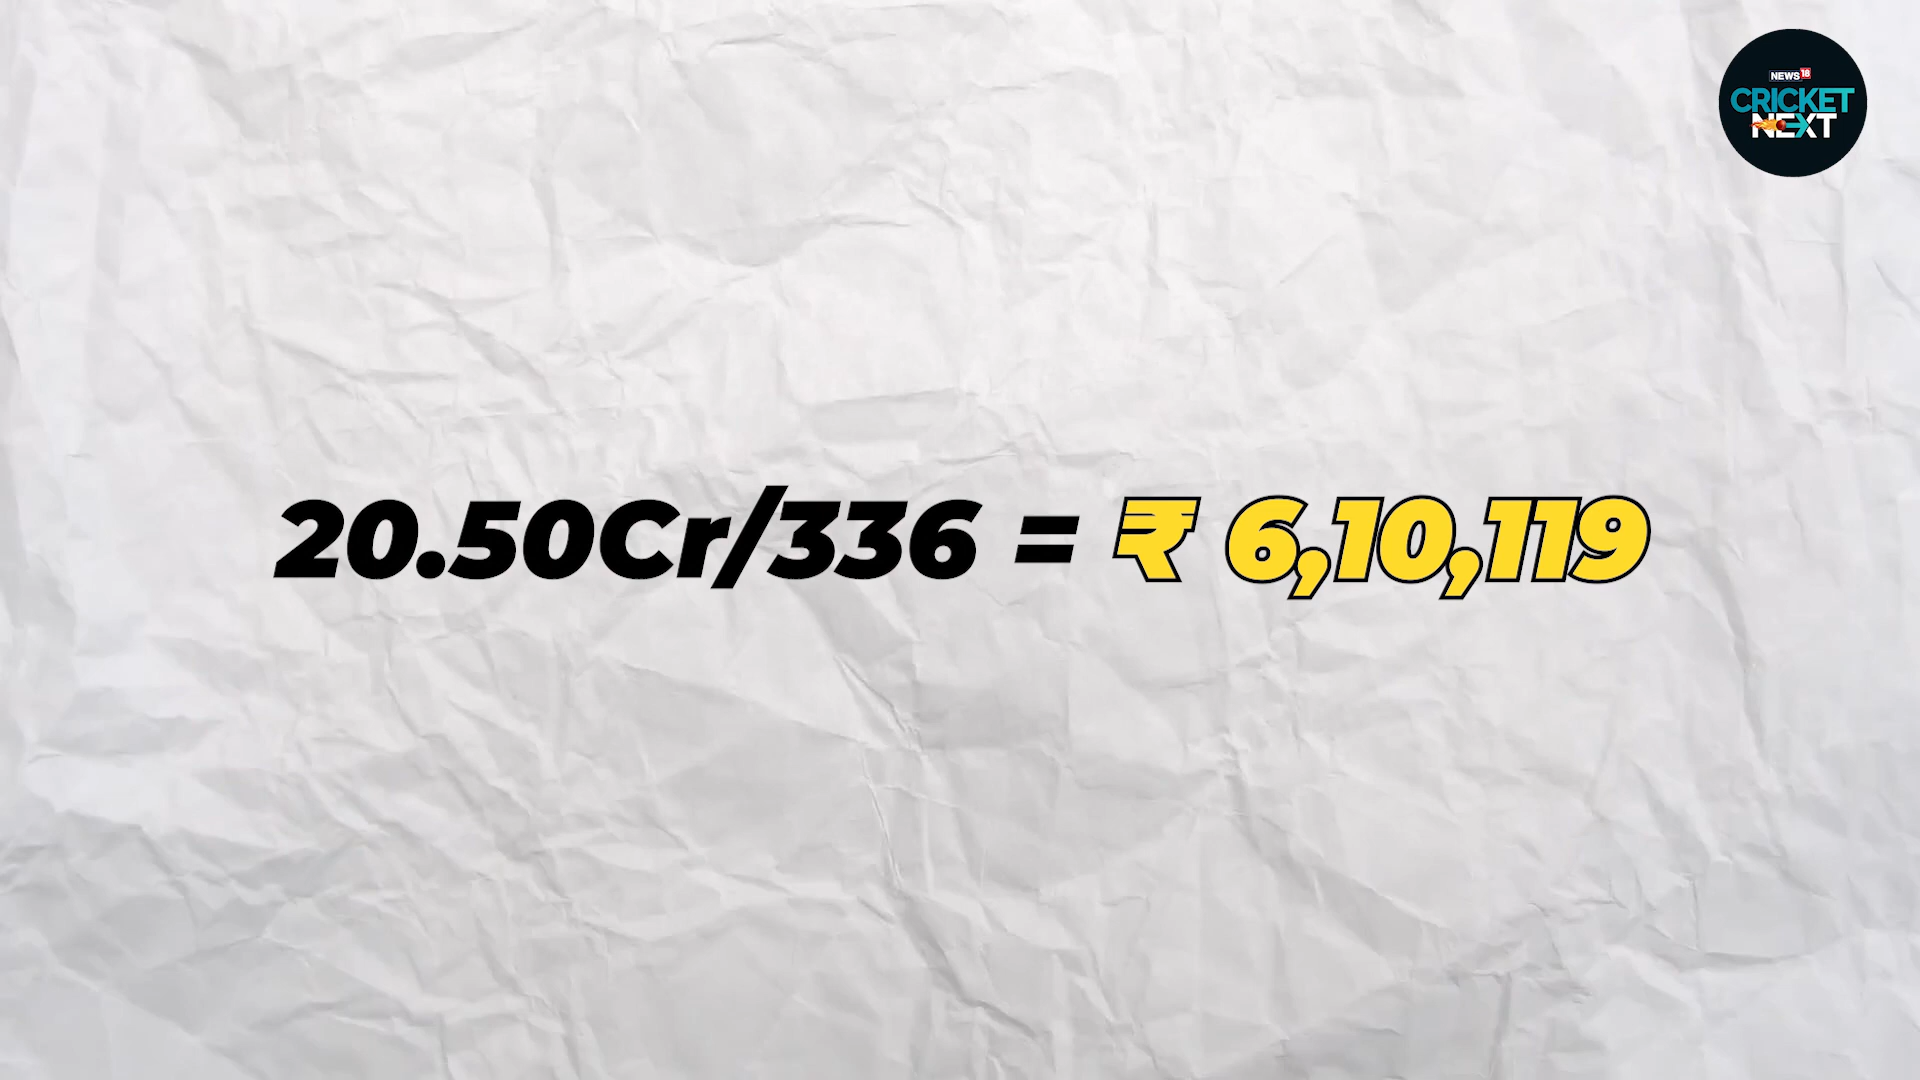 NEWS18
CRICKET
NEXT
20.50Cr/336 = ₹ 6,10,119